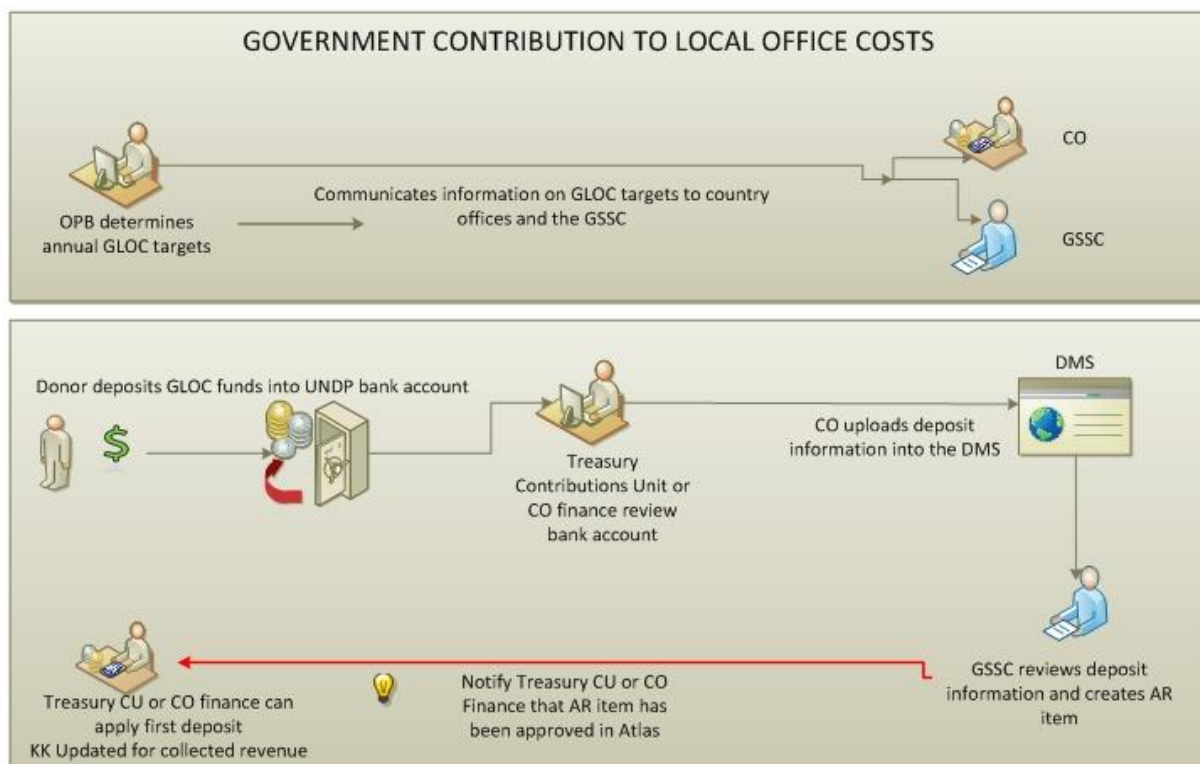 GOVERNMENT CONTRIBUTION TO LOCAL OFFICE COSTS
CO
Communicates information on GLOC targets to country
offices and the GSSC
OPB determines
annual GLOC targets
GSSC
DMS
Donor deposits GLOC funds into UNDP bank account
$
CO uploads deposit
information into the DMS
Treasury
Contributions Unit or
CO finance review
bank account
GSSC reviews deposit
information and creates AR
item
Notify Treasury CU or CO
Finance that AR item has
been approved in Atlas
Treasury CU or CO finance can
apply first deposit
KK Updated for collected revenue